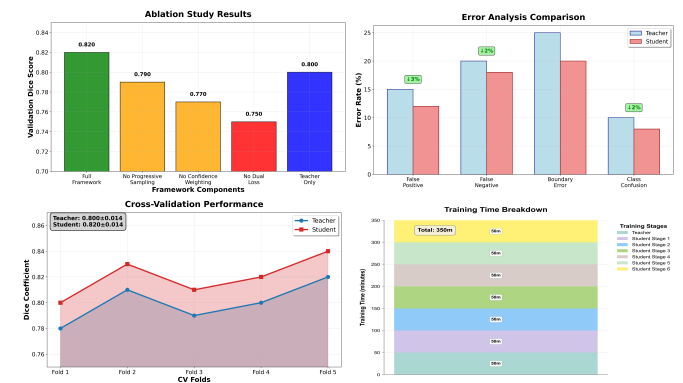 Ablation Study Results
Validation Dice Score
0.84
0.82
0.80
0.78
0.76
0.74
0.72
0.70
0.820
0.790
0.770
0.750
0.800
Full
Framework
No Progressive
Sampling
No Confidence
Weighting
No Dual
Loss
Teacher
Only
Framework Components
Error Analysis Comparison
Error Rate (%)
25
20
15
10
5
0
↓3%
↓2%
↓2%
Teacher
Student
False
Positive
False
Negative
Boundary
Error
Class
Confusion
Cross-Validation Performance
Dice Coefficient
0.86
0.84
0.82
0.80
0.78
0.76
Teacher: 0.800±0.014
Student: 0.820±0.014
Teacher
Student
Fold 1
Fold 2
Fold 3
Fold 4
Fold 5
CV Folds
Training Time Breakdown
Training Time (minutes)
350
300
250
200
150
100
50
0
Total: 350m
50m
50m
50m
50m
50m
50m
50m
Training Stages
Teacher
Student Stage 1
Student Stage 2
Student Stage 3
Student Stage 4
Student Stage 5
Student Stage 6